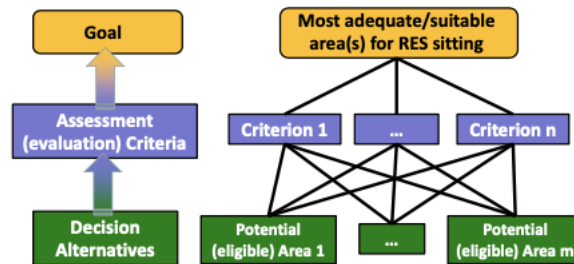 Goal
Assessment
(evaluation) Criteria
Decision
Alternatives
Most adequate/suitable
area(s) for RES sitting
Criterion 1
...
Criterion n
Potential
(eligible) Area 1
...
Potential
(eligible) Area m